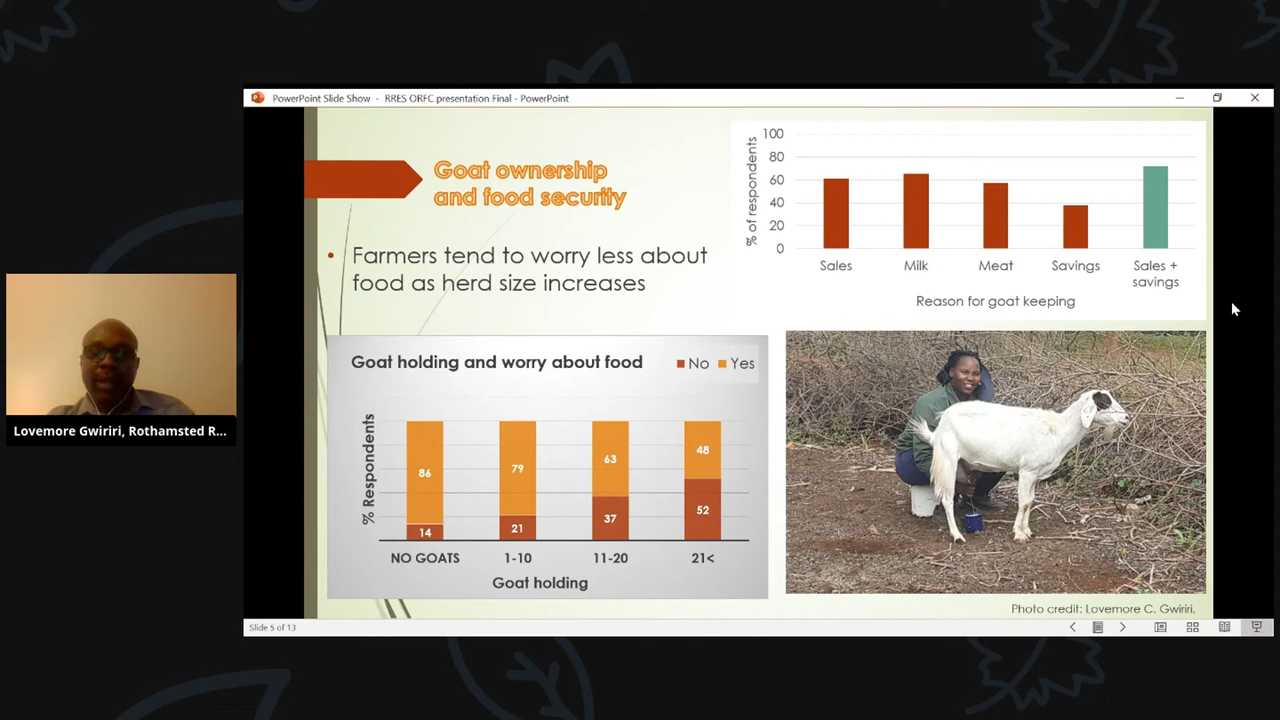 PowerPoint Slide Show - RRES ORFC presentation Final - PowerPoint
Goat ownership
and food security
• Farmers tend to worry less about
food as herd size increases
% of respondents
100
80
60
40
20
0
Sales
Milk
Meat
Savings
Sales +
savings
Reason for goat keeping
Goat holding and worry about food
No
Yes
% Respondents
86
79
63
48
14
21
37
52
NO GOATS
1-10
11-20
21<
Goat holding
Photo credit: Lovemore C. Gwiriri.
Slide 5 of 13
Lovemore Gwiriri, Rothamsted R...